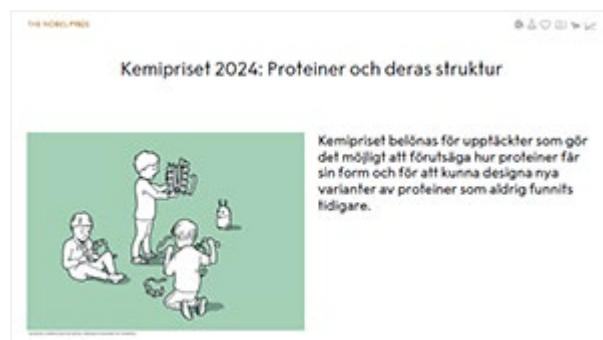 THE NOBEL PRIZE
Kemipriset 2024: Proteiner och deras struktur
Kemipriset belönas för upptäckter som gör
det möjligt att förutsäga hur proteiner får
sin form och för att kunna designa nya
varianter av proteiner som aldrig funnits
tidigare.